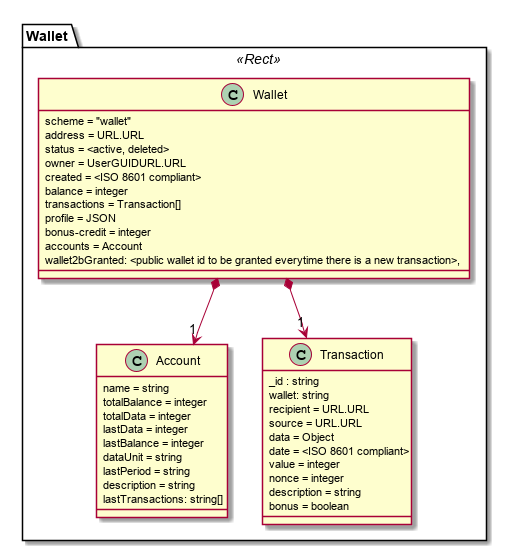 Wallet
«Rect»
C Wallet
scheme = "wallet"
address = URL.URL
status = <active, deleted>
owner = UserGUIDURL.URL
created = <ISO 8601 compliant>
balance = integer
transactions = Transaction[]
profile = JSON
bonus-credit = integer
accounts = Account
wallet2bGranted: <public wallet id to be granted everytime there is a new transaction>,
1
1
C Account
name = string
totalBalance = integer
totalData = integer
lastData = integer
lastBalance = integer
dataUnit = string
lastPeriod = string
description = string
lastTransactions: string[]
C Transaction
_id : string
wallet: string
recipient = URL.URL
source = URL.URL
data = Object
date = <ISO 8601 compliant>
value = integer
nonce = integer
description = string
bonus = boolean